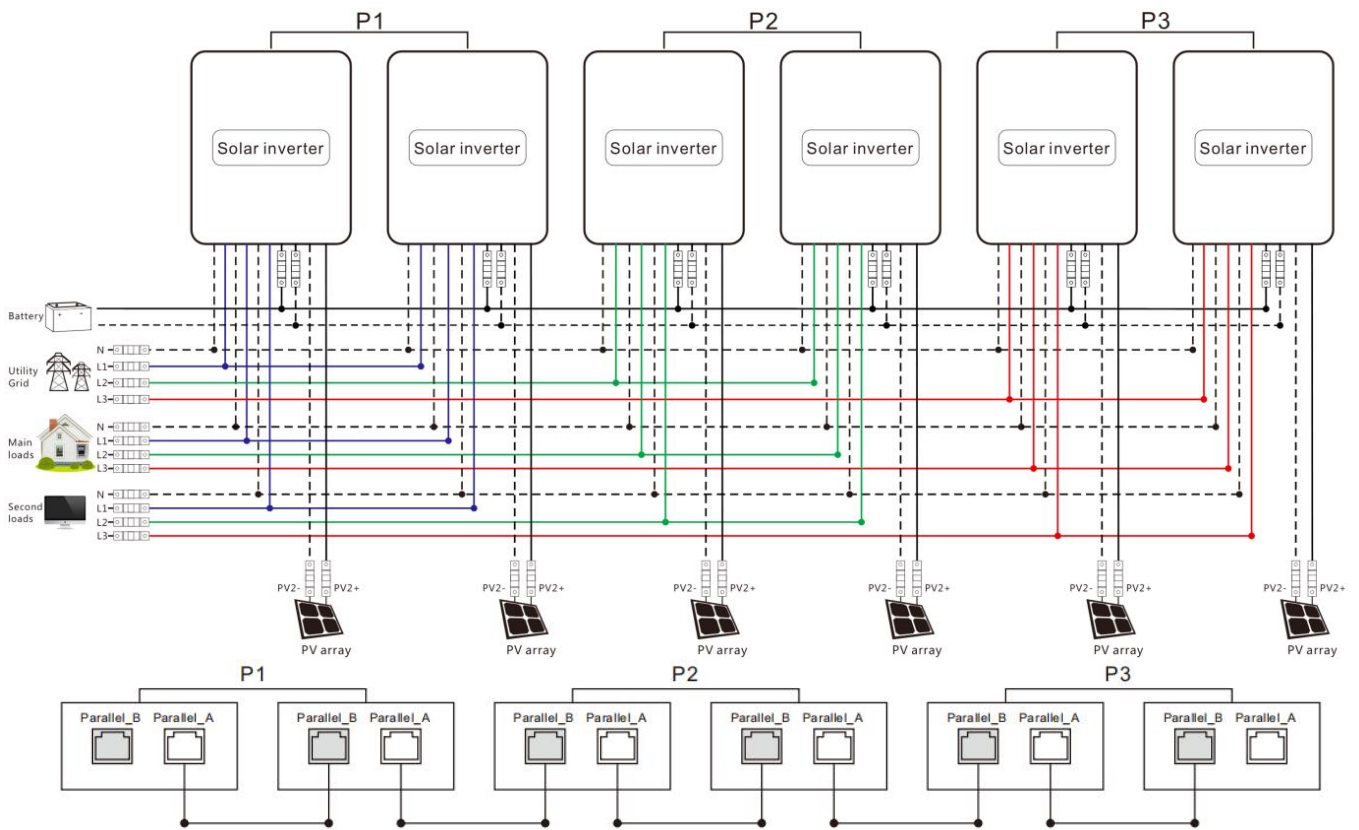 P1 P2 P3
Solar inverter Solar inverter Solar inverter Solar inverter Solar inverter Solar inverter
Battery
N
L1
Utility
Grid
L2
L3
N
Main
loads
L1
L2
L3
N
Second
loads
L1
L2
L3
PV2- PV2+ PV2- PV2+ PV2- PV2+ PV2- PV2+ PV2- PV2+ PV2- PV2+
PV array PV array PV array PV array PV array PV array
P1 P2 P3
Parallel_B Parallel_A Parallel_B Parallel_A Parallel_B Parallel_A Parallel_B Parallel_A Parallel_B Parallel_A Parallel_B Parallel_A